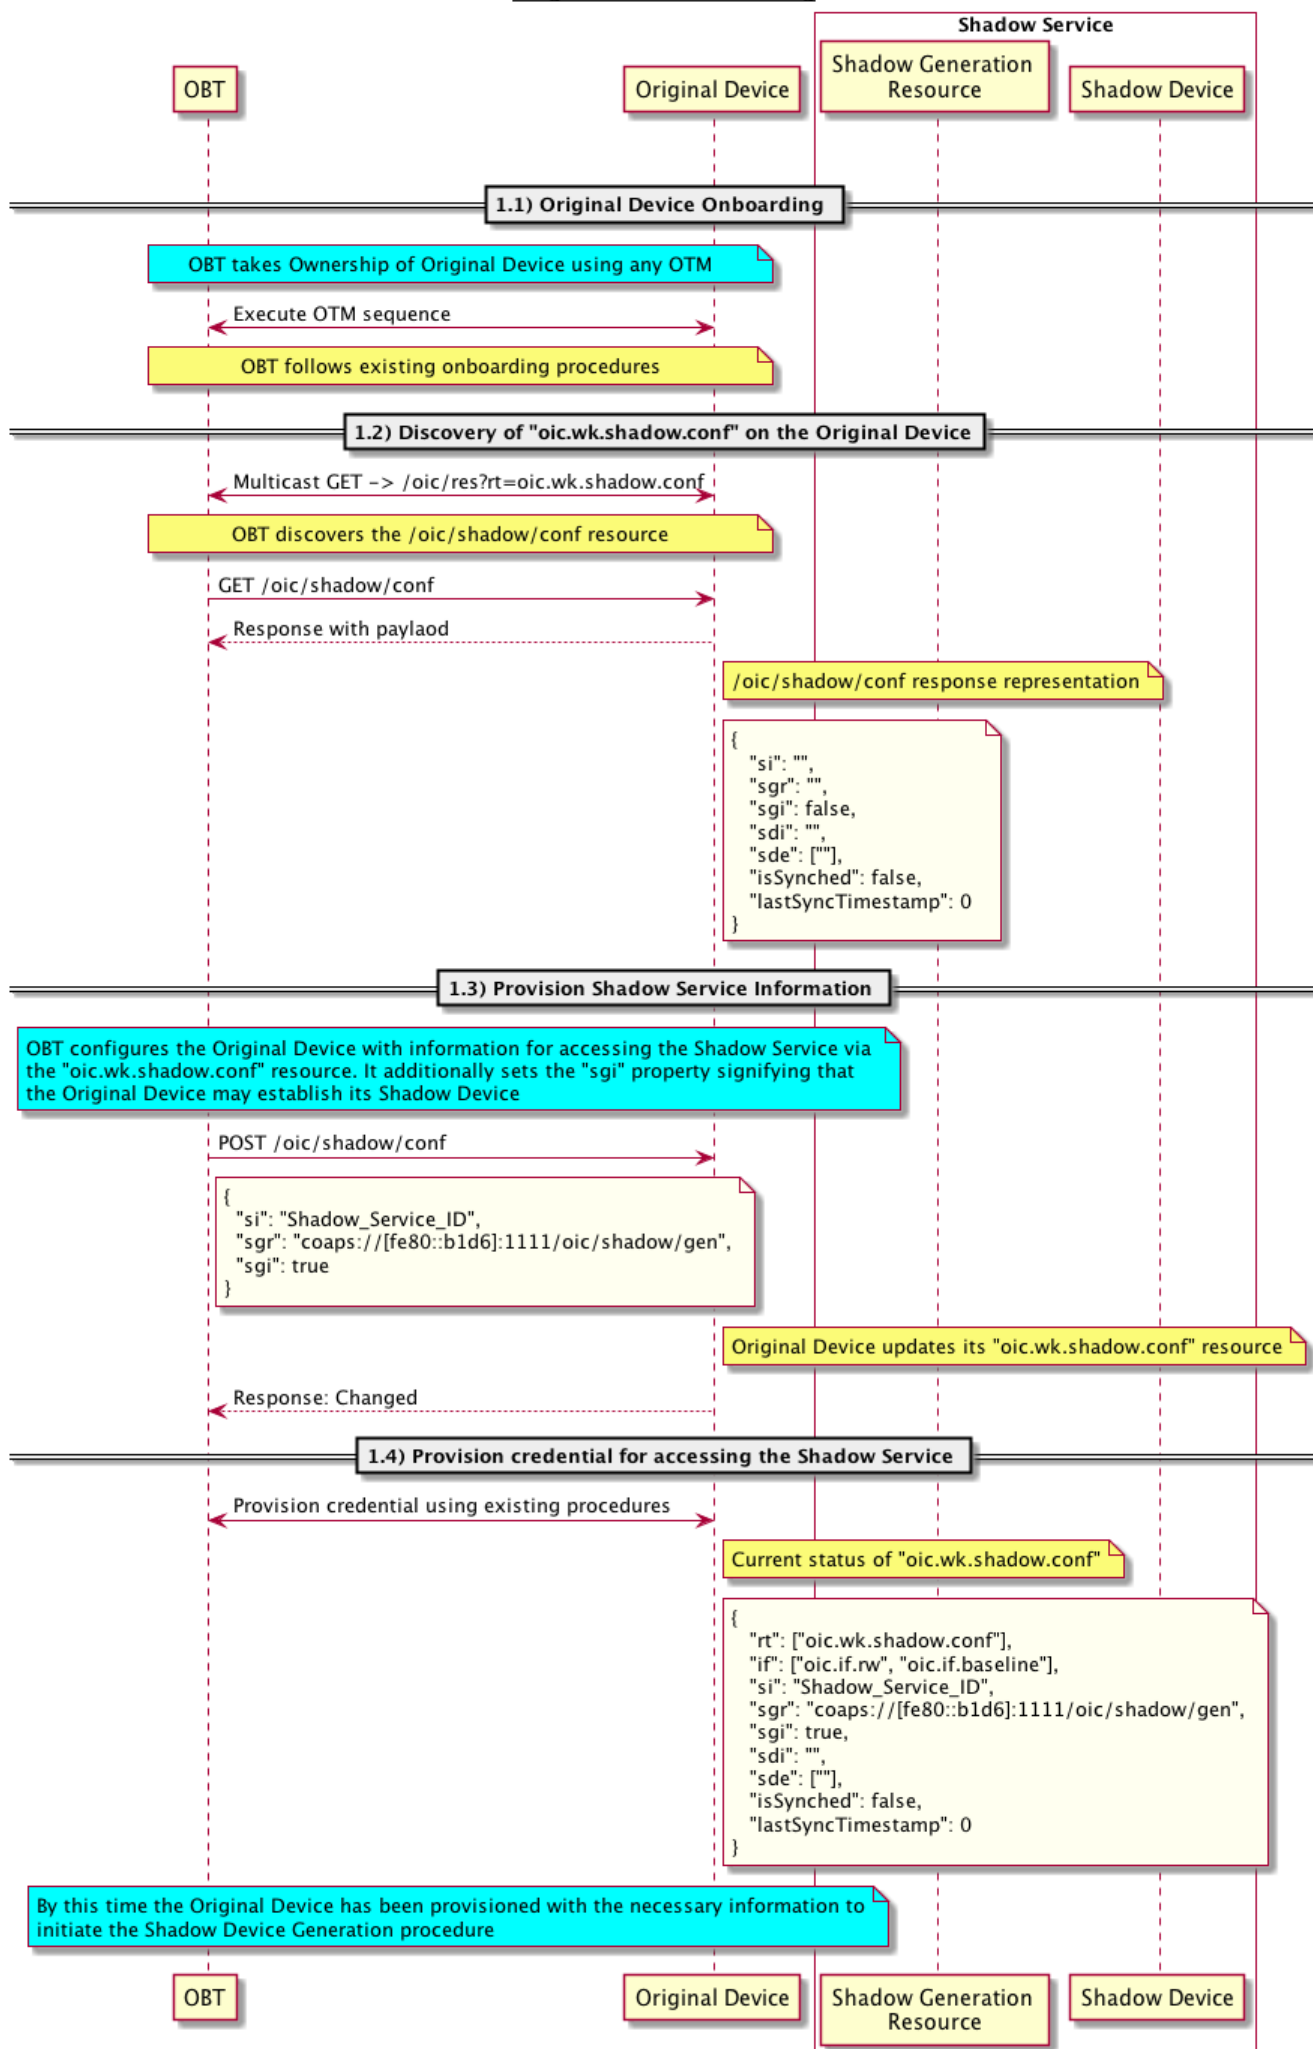 Shadow Service
OBT
Original Device
Shadow Generation
Resource
Shadow Device
1.1) Original Device Onboarding
OBT takes Ownership of Original Device using any OTM
Execute OTM sequence
OBT follows existing onboarding procedures
1.2) Discovery of "oic.wk.shadow.conf" on the Original Device
Multicast GET -> /oic/res?rt=oic.wk.shadow.conf
OBT discovers the /oic/shadow/conf resource
GET /oic/shadow/conf
Response with paylaod
/oic/shadow/conf response representation
{
"si": "",
"sgr": "",
"sgi": false,
"sdi": "",
"sde": [""],
"isSynched": false,
"lastSyncTimestamp": 0
}
1.3) Provision Shadow Service Information
OBT configures the Original Device with information for accessing the Shadow Service via
the "oic.wk.shadow.conf" resource. It additionally sets the "sgi" property signifying that
the Original Device may establish its Shadow Device
POST /oic/shadow/conf
{
"si": "Shadow_Service_ID",
"sgr": "coaps://[fe80::b1d6]:1111/oic/shadow/gen",
"sgi": true
}
Original Device updates its "oic.wk.shadow.conf" resource
Response: Changed
1.4) Provision credential for accessing the Shadow Service
Provision credential using existing procedures
Current status of "oic.wk.shadow.conf"
{
"rt": ["oic.wk.shadow.conf"],
"if": ["oic.if.rw", "oic.if.baseline"],
"si": "Shadow_Service_ID",
"sgr": "coaps://[fe80::b1d6]:1111/oic/shadow/gen",
"sgi": true,
"sdi": "",
"sde": [""],
"isSynched": false,
"lastSyncTimestamp": 0
}
By this time the Original Device has been provisioned with the necessary information to
initiate the Shadow Device Generation procedure
OBT
Original Device
Shadow Generation
Resource
Shadow Device